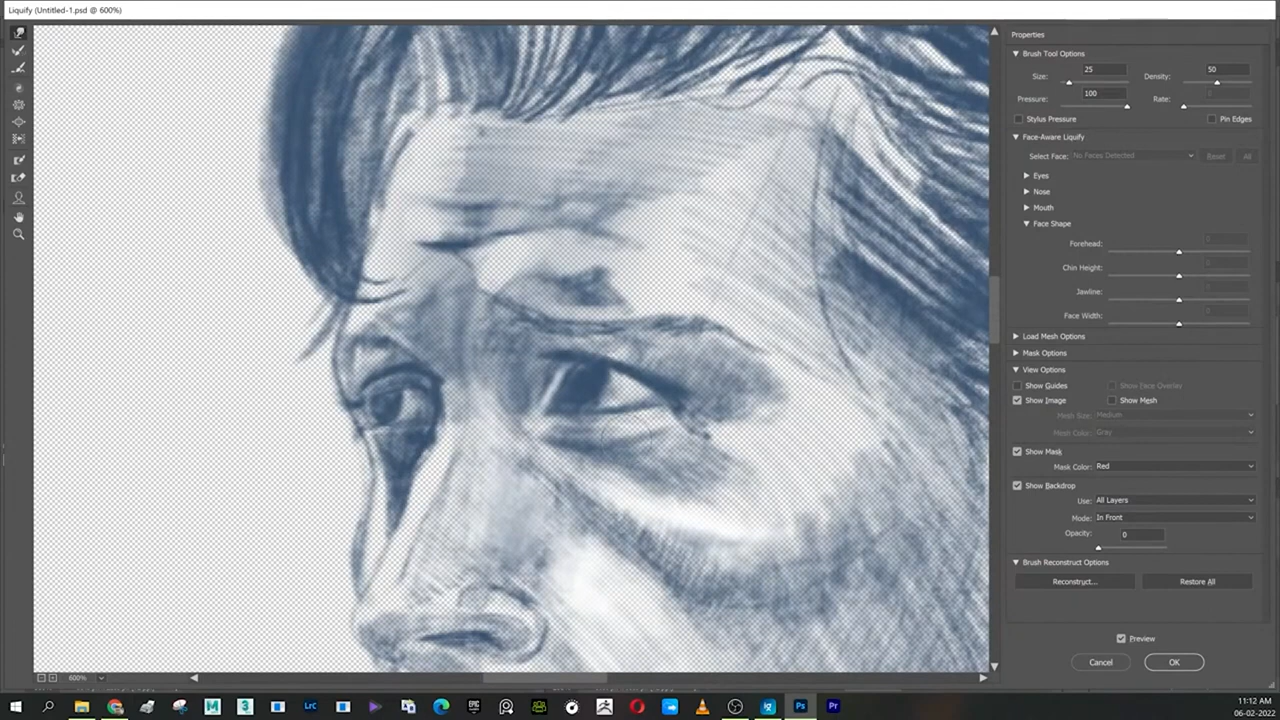 Liquify (Untitled-1.psd @ 600%)
Properties
Brush Tool Options
Size: 25 Density: 50
Pressure: 100 Rate:
Stylus Pressure Pin Edges
Face-Aware Liquify
Select Face: No Faces Detected Reset All
Eyes
Nose
Mouth
Face Shape
Forehead:
Chin Height:
Jawline:
Face Width:
Load Mesh Options
Mask Options
View Options
Show Guides Show Face Overlay
Show Image Show Mesh
Mesh Size: Medium
Mesh Color: Gray
Show Mask
Mask Color: Red
Show Backdrop
Use: All Layers
Mode: In Front
Opacity: 0
Brush Reconstruct Options
Reconstruct... Restore All
Preview
Cancel OK
600%
LrC
EPIC
Ps
Pr
11:12 AM
06-02-2022